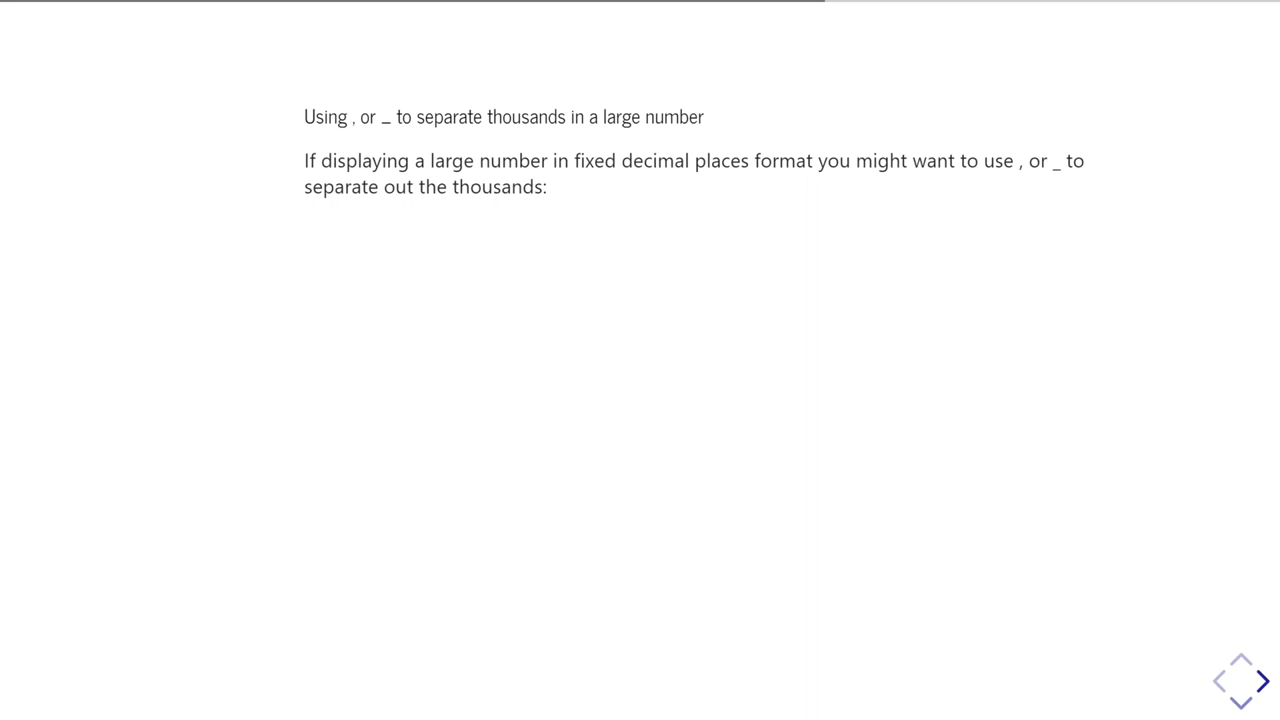 Using , or _ to separate thousands in a large number
If displaying a large number in fixed decimal places format you might want to use , or _ to
separate out the thousands: